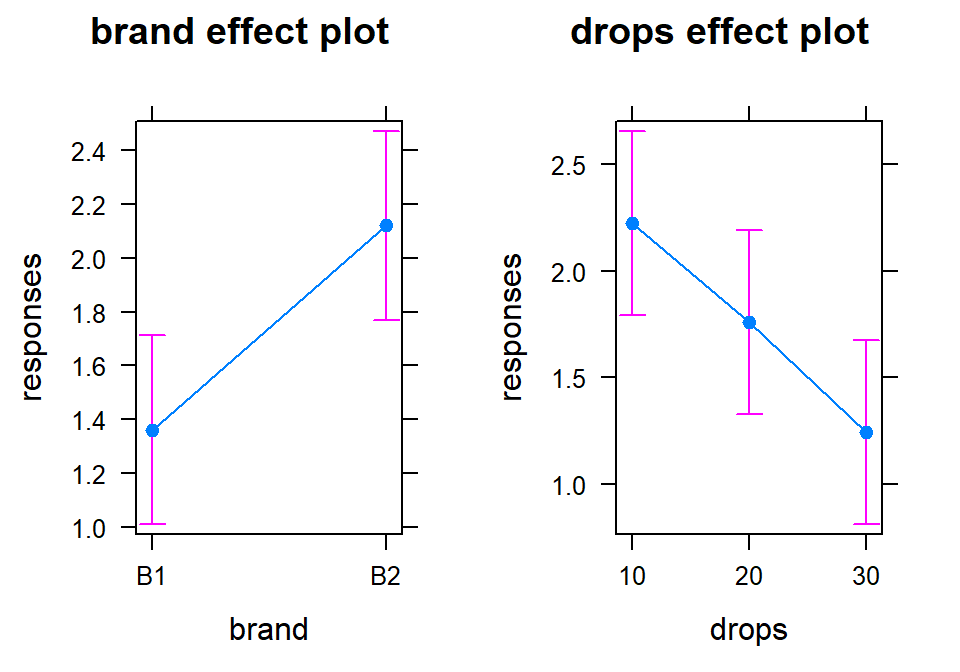 brand effect plot
responses
2.4
2.2
2.0
1.8
1.6
1.4
1.2
1.0
B1 B2
brand
drops effect plot
responses
2.5
2.0
1.5
1.0
10 20 30
drops